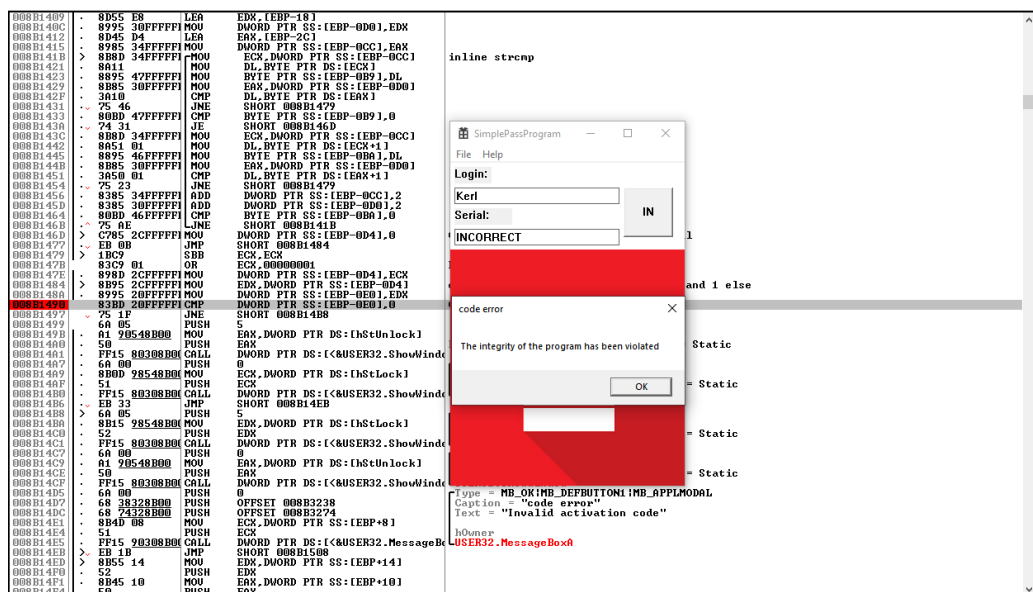 008B1409 . 8D55 E8 LEA EDX,[EBP-18]
008B140C . 8995 30FFFFFI MOV DWORD PTR SS:[EBP-0D0],EDX
008B1412 . 8D45 D4 LEA EAX,[EBP-2C]
008B1415 . 8985 34FFFFFI MOV DWORD PTR SS:[EBP-0CC],EAX
008B141B > 8B8D 34FFFFFI MOV ECX,DWORD PTR SS:[EBP-0CC] inline strcmp
008B1421 . 8A11 MOV DL,BYTE PTR DS:[ECX]
008B1423 . 8895 47FFFFFI MOV BYTE PTR SS:[EBP-0B9],DL
008B1429 . 8B85 30FFFFFI MOV EAX,DWORD PTR SS:[EBP-0D0]
008B142F . 3A10 CMP DL,BYTE PTR DS:[EAX]
008B1431 . 75 46 JNE SHORT 008B1479
008B1433 . 80BD 47FFFFFI CMP BYTE PTR SS:[EBP-0B9],0
008B143A . 74 31 JE SHORT 008B146D
008B143C . 8B8D 34FFFFFI MOV ECX,DWORD PTR SS:[EBP-0CC]
008B1442 . 8A51 01 MOV DL,BYTE PTR DS:[ECX+1]
008B1445 . 8895 46FFFFFI MOV BYTE PTR SS:[EBP-0BA],DL
008B144B . 8B85 30FFFFFI MOV EAX,DWORD PTR SS:[EBP-0D0]
008B1451 . 3A50 01 CMP DL,BYTE PTR DS:[EAX+1]
008B1454 . 75 23 JNE SHORT 008B1479
008B1456 . 8385 34FFFFFI ADD DWORD PTR SS:[EBP-0CC],2
008B145D . 8385 30FFFFFI ADD DWORD PTR SS:[EBP-0D0],2
008B1464 . 80BD 46FFFFFI CMP BYTE PTR SS:[EBP-0BA],0
008B146B .^ 75 AE JNE SHORT 008B141B
008B146D > C785 2CFFFFFI MOV DWORD PTR SS:[EBP-0D4],0
008B1477 . EB 0B JMP SHORT 008B1484
008B1479 > 1BC9 SBB ECX,ECX
008B147B 83C9 01 OR ECX,00000001
008B147E . 898D 2CFFFFFI MOV DWORD PTR SS:[EBP-0D4],ECX
008B1484 > 8B95 2CFFFFFI MOV EDX,DWORD PTR SS:[EBP-0D4] and 1 else
008B148A . 8995 20FFFFFI MOV DWORD PTR SS:[EBP-0E0],EDX
008B1490 83BD 20FFFFFI CMP DWORD PTR SS:[EBP-0E0],0
008B1497 75 1F JNE SHORT 008B14B8
008B1499 6A 05 PUSH 5
008B149B . A1 90548B00 MOV EAX,DWORD PTR DS:[hStUnlock]
008B14A0 . 50 PUSH EAX = Static
008B14A1 . FF15 80308B00 CALL DWORD PTR DS:[<&USER32.ShowWindo
008B14A7 . 6A 00 PUSH 0
008B14A9 . 8B0D 98548B00 MOV ECX,DWORD PTR DS:[hStLock]
008B14AF . 51 PUSH ECX = Static
008B14B0 . FF15 80308B00 CALL DWORD PTR DS:[<&USER32.ShowWindo
008B14B6 . EB 33 JMP SHORT 008B14EB
008B14B8 > 6A 05 PUSH 5
008B14BA . 8B15 98548B00 MOV EDX,DWORD PTR DS:[hStLock]
008B14C0 . 52 PUSH EDX = Static
008B14C1 . FF15 80308B00 CALL DWORD PTR DS:[<&USER32.ShowWindo
008B14C7 . 6A 00 PUSH 0
008B14C9 . A1 90548B00 MOV EAX,DWORD PTR DS:[hStUnlock]
008B14CE . 50 PUSH EAX = Static
008B14CF . FF15 80308B00 CALL DWORD PTR DS:[<&USER32.ShowWindo
008B14D5 . 6A 00 PUSH 0 Type = MB_OK|MB_DEFBUTTON1|MB_APPLMODAL
008B14D7 . 68 38328B00 PUSH OFFSET 008B3238 Caption = "code error"
008B14DC . 68 74328B00 PUSH OFFSET 008B3274 Text = "Invalid activation code"
008B14E1 . 8B4D 08 MOV ECX,DWORD PTR SS:[EBP+8]
008B14E4 . 51 PUSH ECX hOwner
008B14E5 . FF15 90308B00 CALL DWORD PTR DS:[<&USER32.MessageBo USER32.MessageBoxA
008B14EB > EB 1B JMP SHORT 008B1508
008B14ED > 8B55 14 MOV EDX,DWORD PTR SS:[EBP+14]
008B14F0 . 52 PUSH EDX
008B14F1 . 8B45 10 MOV EAX,DWORD PTR SS:[EBP+10]
SimplePassProgram
File Help
Login:
Kerl
IN
Serial:
INCORRECT
code error
The integrity of the program has been violated
OK